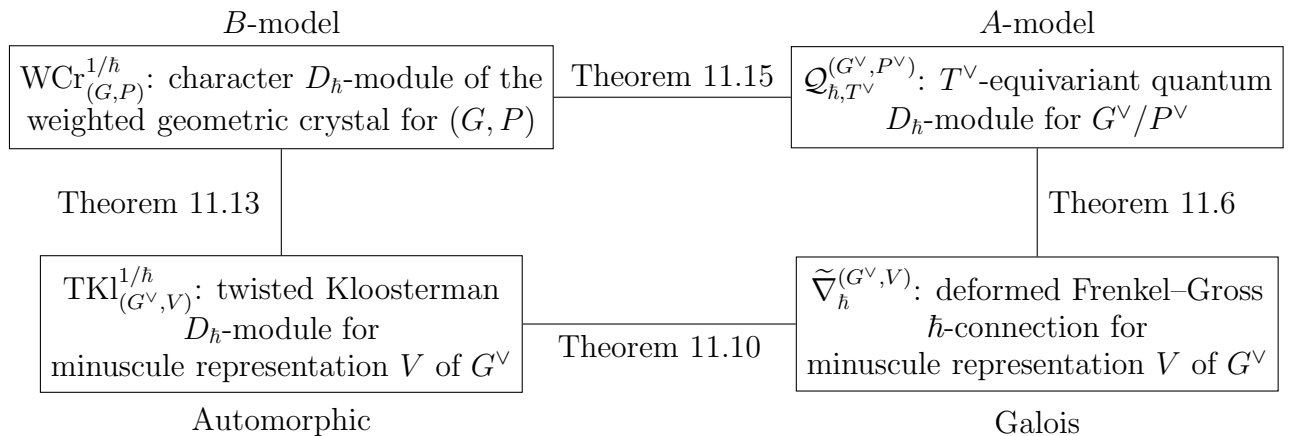 B-model
A-model
WCr^{1/ℏ}_{(G,P)}: character D_ℏ-module of the
weighted geometric crystal for (G, P)
Theorem 11.15
𝒬^{(G^∨,P^∨)}_{ℏ,T^∨}: T^∨-equivariant quantum
D_ℏ-module for G^∨/P^∨
Theorem 11.13
Theorem 11.6
TKl^{1/ℏ}_{(G^∨,V)}: twisted Kloosterman
D_ℏ-module for
minuscule representation V of G^∨
Theorem 11.10
∇̃^{(G^∨,V)}_ℏ: deformed Frenkel–Gross
ℏ-connection for
minuscule representation V of G^∨
Automorphic
Galois